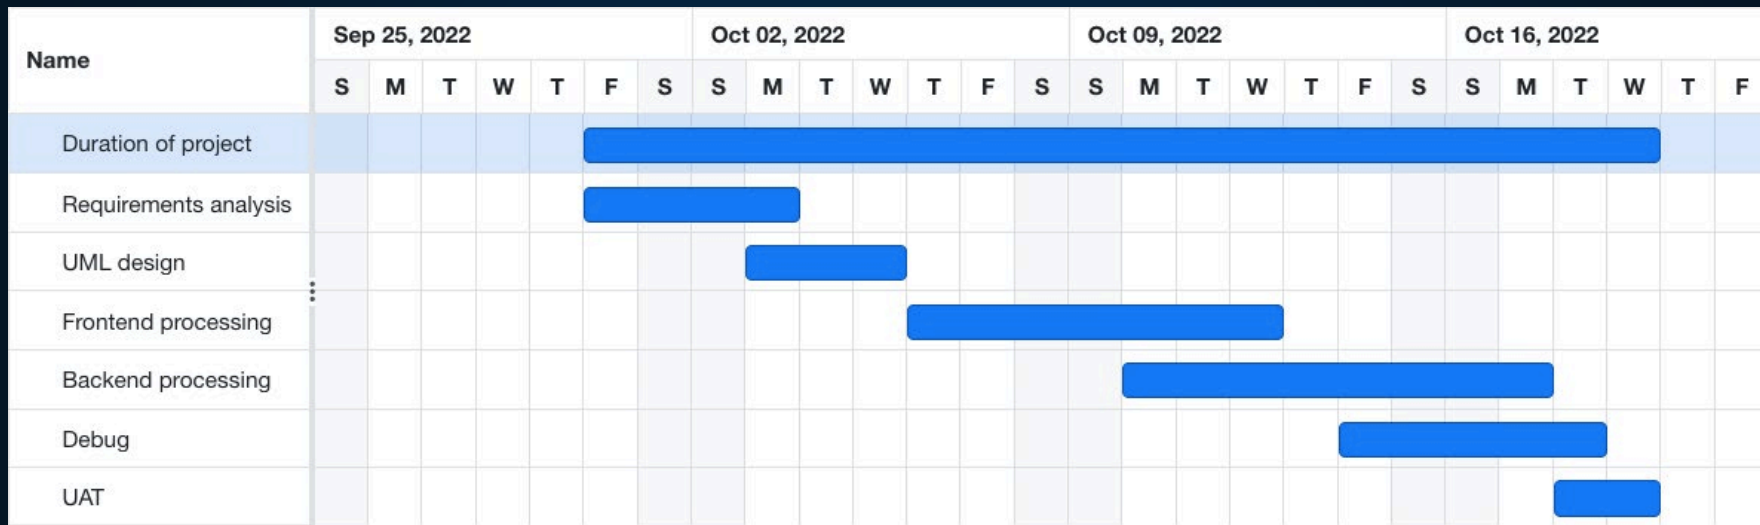 Name
Sep 25, 2022 Oct 02, 2022 Oct 09, 2022 Oct 16, 2022
S M T W T F S S M T W T F S S M T W T F S S M T W T F
Duration of project
Requirements analysis
UML design
Frontend processing
Backend processing
Debug
UAT